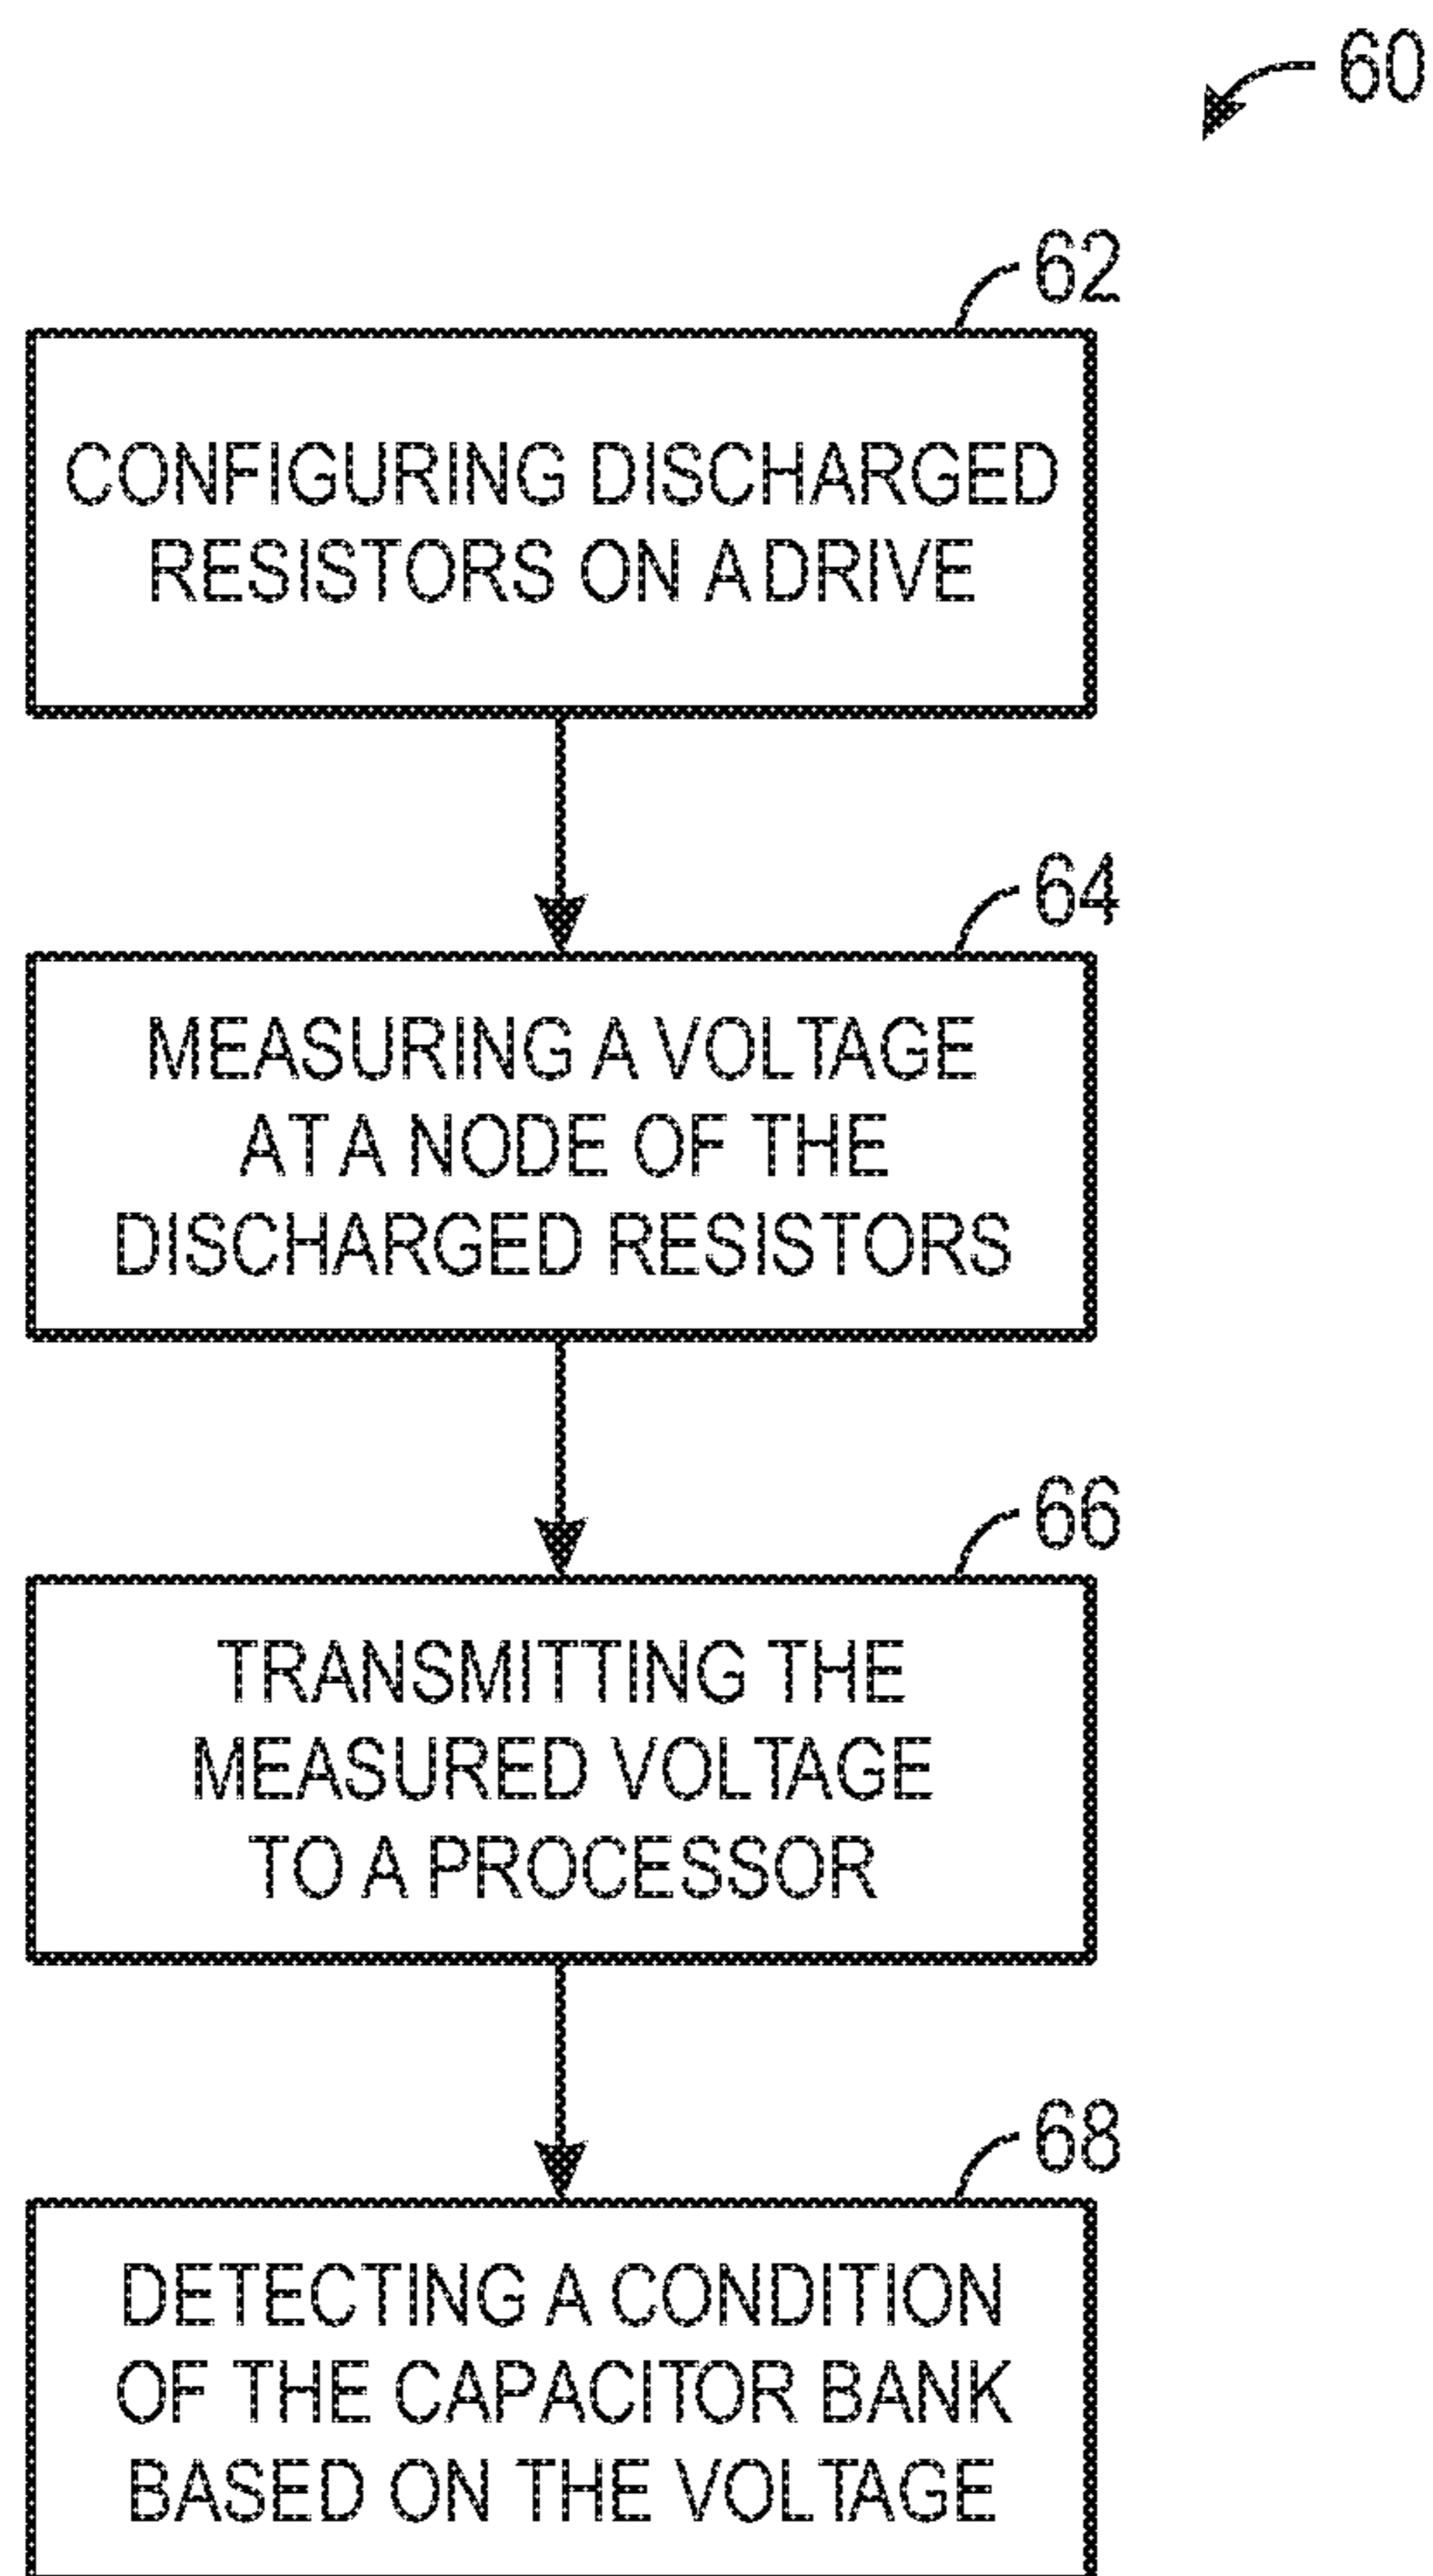 60
62
CONFIGURING DISCHARGED
RESISTORS ON A DRIVE
64
MEASURING A VOLTAGE
AT A NODE OF THE
DISCHARGED RESISTORS
66
TRANSMITTING THE
MEASURED VOLTAGE
TO A PROCESSOR
68
DETECTING A CONDITION
OF THE CAPACITOR BANK
BASED ON THE VOLTAGE